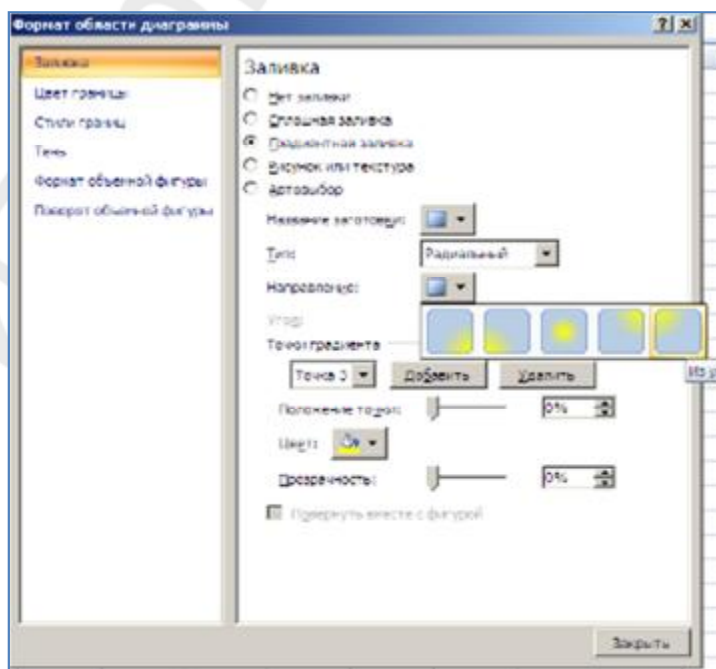 Формат области диаграммы
Заливка
Цвет границы
Стили границ
Тень
Формат объемной фигуры
Поворот объемной фигуры
Заливка
Нет заливки
Сплошная заливка
Градиентная заливка
Рисунок или текстура
Автовыбор
Название заготовки:
Тип: Радиальный
Направление:
Угол:
Точки градиента
Точка 3 Добавить Удалить
Положение точки: 0%
Цвет:
Прозрачность: 0%
Повернуть вместе с фигурой
Из у
Закрыть